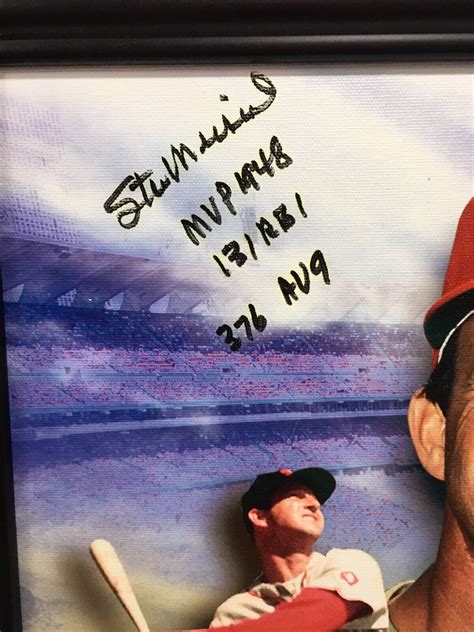 Stan Musial
MVP 1948
131 RBI
376 AVG